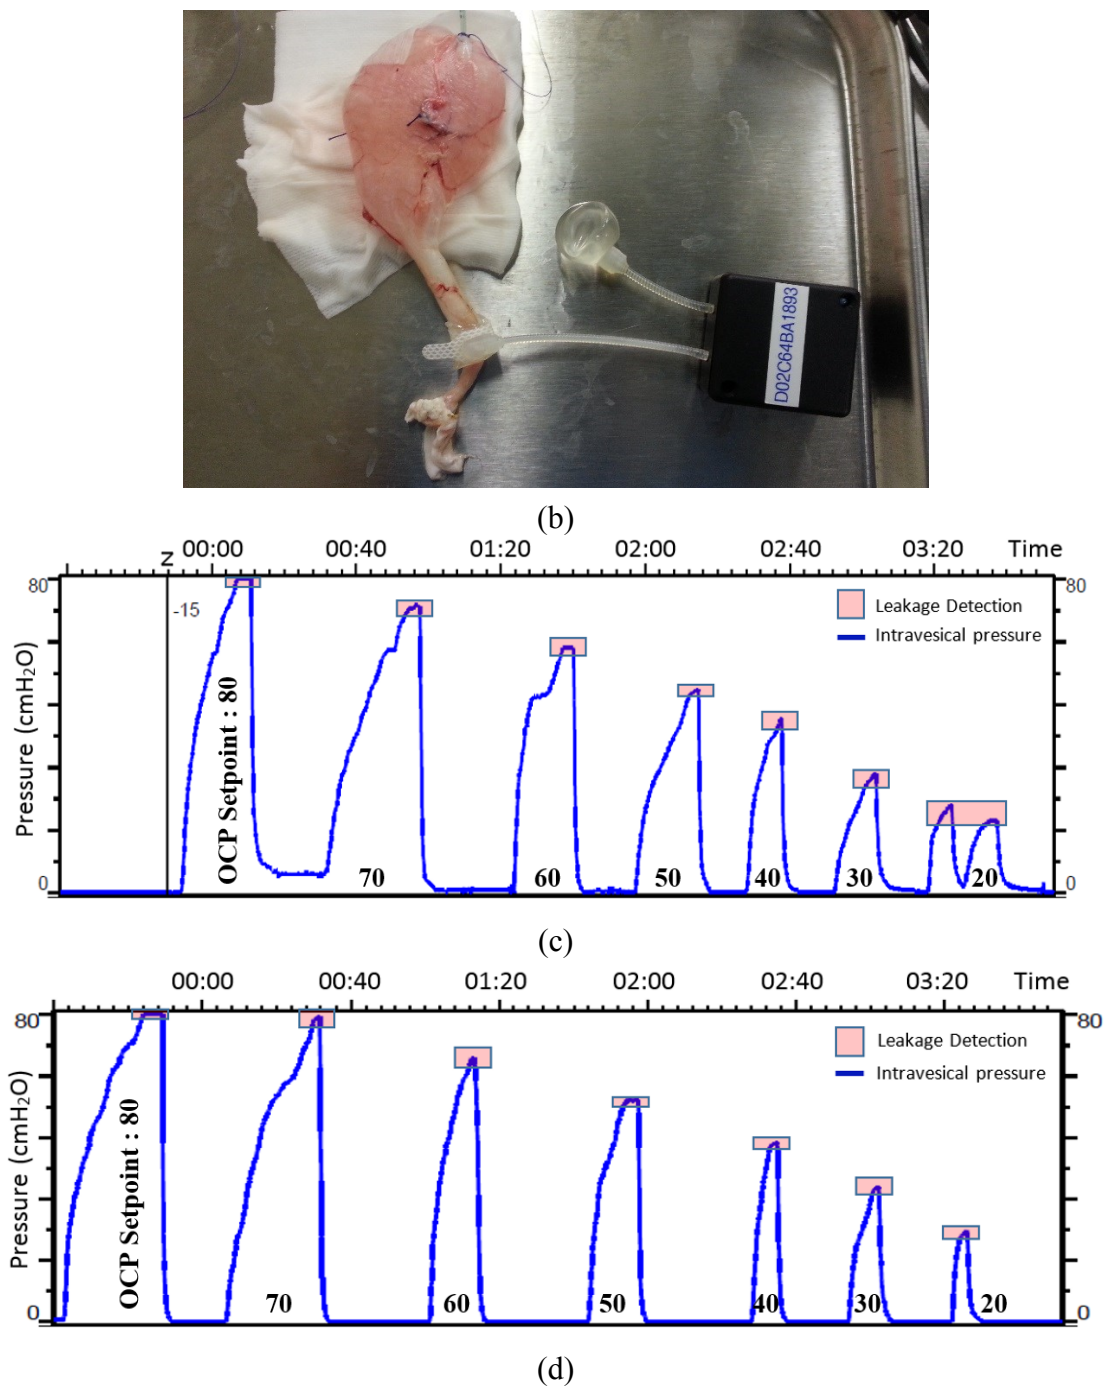 D02C64BA1893
(b)
z 00:00 00:40 01:20 02:00 02:40 03:20 Time
80 80
-15
Leakage Detection
Intravesical pressure
Pressure (cmH₂O)
OCP Setpoint : 80
70 60 50 40 30 20
0 0
(c)
00:00 00:40 01:20 02:00 02:40 03:20 Time
80 80
Leakage Detection
Intravesical pressure
Pressure (cmH₂O)
OCP Setpoint : 80
70 60 50 40 30 20
0 0
(d)